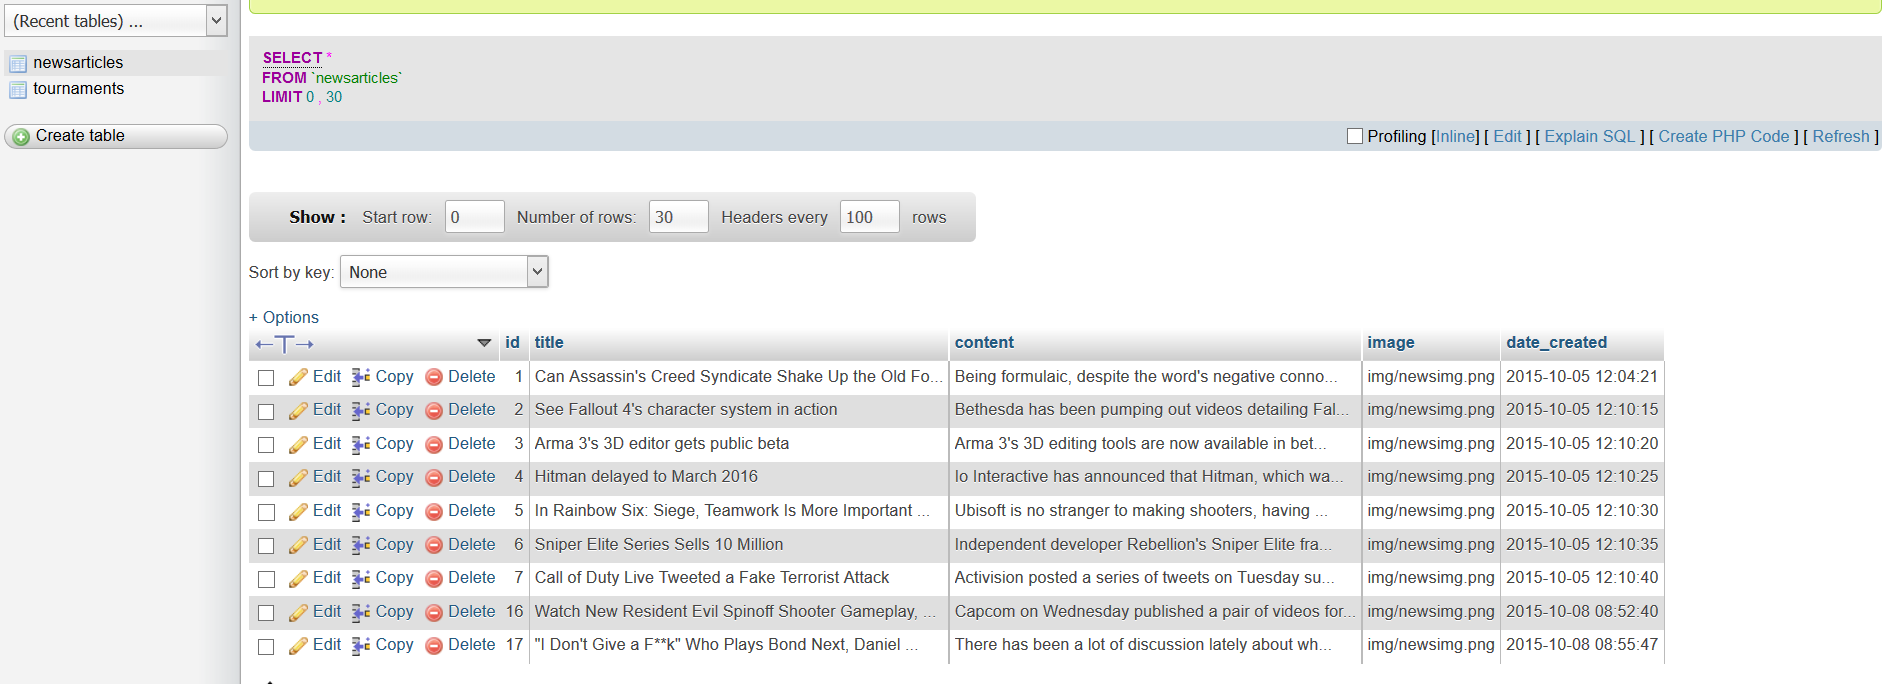 (Recent tables) ...
newsarticles
tournaments
Create table
SELECT *
FROM `newsarticles`
LIMIT 0 , 30
Profiling [Inline] [ Edit ] [ Explain SQL ] [ Create PHP Code ] [ Refresh ]
Show : Start row: 0 Number of rows: 30 Headers every 100 rows
Sort by key: None
+ Options
←T→ id title content image date_created
Edit Copy Delete 1 Can Assassin's Creed Syndicate Shake Up the Old Fo... Being formulaic, despite the word's negative conno... img/newsimg.png 2015-10-05 12:04:21
Edit Copy Delete 2 See Fallout 4's character system in action Bethesda has been pumping out videos detailing Fal... img/newsimg.png 2015-10-05 12:10:15
Edit Copy Delete 3 Arma 3's 3D editor gets public beta Arma 3's 3D editing tools are now available in bet... img/newsimg.png 2015-10-05 12:10:20
Edit Copy Delete 4 Hitman delayed to March 2016 Io Interactive has announced that Hitman, which wa... img/newsimg.png 2015-10-05 12:10:25
Edit Copy Delete 5 In Rainbow Six: Siege, Teamwork Is More Important ... Ubisoft is no stranger to making shooters, having ... img/newsimg.png 2015-10-05 12:10:30
Edit Copy Delete 6 Sniper Elite Series Sells 10 Million Independent developer Rebellion's Sniper Elite fra... img/newsimg.png 2015-10-05 12:10:35
Edit Copy Delete 7 Call of Duty Live Tweeted a Fake Terrorist Attack Activision posted a series of tweets on Tuesday su... img/newsimg.png 2015-10-05 12:10:40
Edit Copy Delete 16 Watch New Resident Evil Spinoff Shooter Gameplay, ... Capcom on Wednesday published a pair of videos for... img/newsimg.png 2015-10-08 08:52:40
Edit Copy Delete 17 "I Don't Give a F**k" Who Plays Bond Next, Daniel ... There has been a lot of discussion lately about wh... img/newsimg.png 2015-10-08 08:55:47